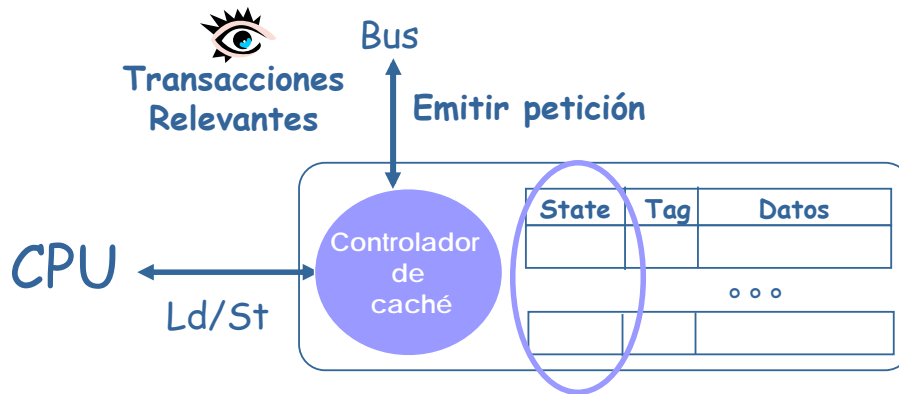 Bus
Transacciones
Relevantes
Emitir petición
State Tag Datos
Controlador
de
caché
CPU
Ld/St